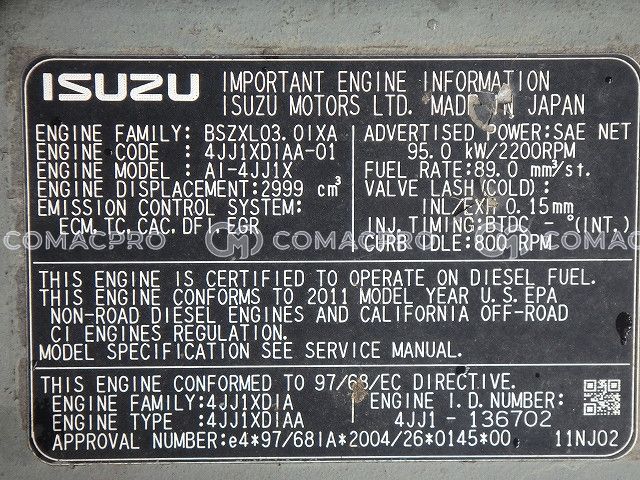 ISUZU IMPORTANT ENGINE INFORMATION
ISUZU MOTORS LTD. MADE IN JAPAN
ENGINE FAMILY: BSZXL03.01XA
ENGINE CODE : 4JJ1XDIAA-01
ENGINE MODEL : AI-4JJ1X
ENGINE DISPLACEMENT: 2999 cm³
EMISSION CONTROL SYSTEM:
ECM, TC, CAC, DFI, EGR
ADVERTISED POWER:SAE NET
95.0 kW/2200RPM
FUEL RATE: 89.0 mm³/st.
VALVE LASH (COLD):
INL/EXH 0.15mm
INJ. TIMING: BTDC - ° (INT.)
CURB IDLE: 800 RPM
COMACPRO CM COMACPRO CM
THIS ENGINE IS CERTIFIED TO OPERATE ON DIESEL FUEL.
THIS ENGINE CONFORMS TO 2011 MODEL YEAR U.S. EPA
NON-ROAD DIESEL ENGINES AND CALIFORNIA OFF-ROAD
CI ENGINES REGULATION.
MODEL SPECIFICATION SEE SERVICE MANUAL.
THIS ENGINE CONFORMED TO 97/68/EC DIRECTIVE.
ENGINE FAMILY: 4JJ1XDIA
ENGINE TYPE : 4JJ1XDIAA
ENGINE I.D. NUMBER:
4JJ1 - 136702
APPROVAL NUMBER: e4*97/68IA*2004/26*0145*00 11NJ02